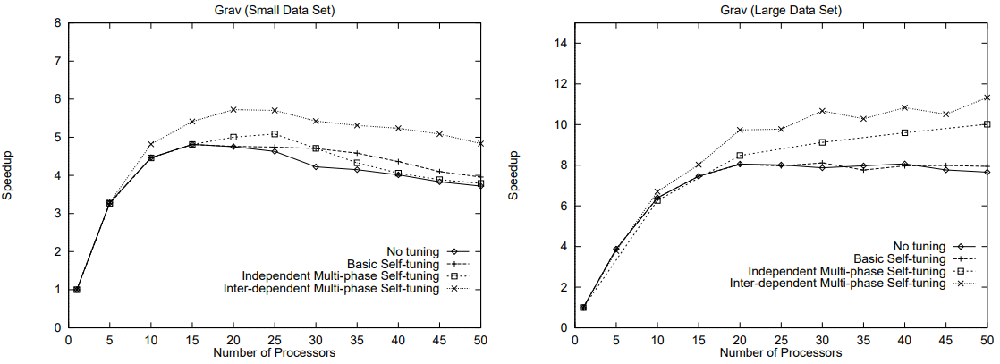 Grav (Small Data Set)
8
7
6
5
4
3
2
1
0
Speedup
No tuning
Basic Self-tuning
Independent Multi-phase Self-tuning
Inter-dependent Multi-phase Self-tuning
0 5 10 15 20 25 30 35 40 45 50
Number of Processors
Grav (Large Data Set)
14
12
10
8
6
4
2
0
Speedup
No tuning
Basic Self-tuning
Independent Multi-phase Self-tuning
Inter-dependent Multi-phase Self-tuning
0 5 10 15 20 25 30 35 40 45 50
Number of Processors